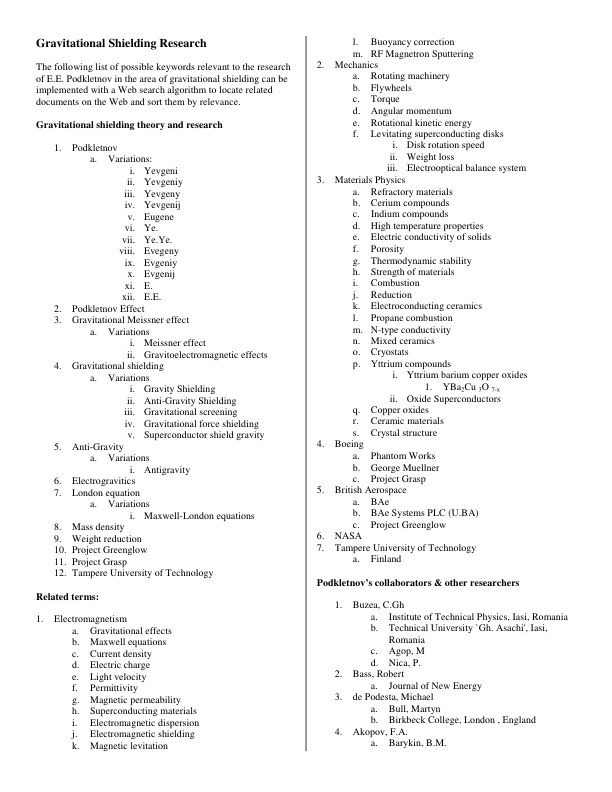 Gravitational Shielding Research
The following list of possible keywords relevant to the research
of E.E. Podkletnov in the area of gravitational shielding can be
implemented with a Web search algorithm to locate related
documents on the Web and sort them by relevance.
Gravitational shielding theory and research
1. Podkletnov
a. Variations:
i. Yevgeni
ii. Yevgeniy
iii. Yevgeny
iv. Yevgenij
v. Eugene
vi. Ye.
vii. Ye.Ye.
viii. Evegeny
ix. Evgeniy
x. Evgenij
xi. E.
xii. E.E.
2. Podkletnov Effect
3. Gravitational Meissner effect
a. Variations
i. Meissner effect
ii. Gravitoelectromagnetic effects
4. Gravitational shielding
a. Variations
i. Gravity Shielding
ii. Anti-Gravity Shielding
iii. Gravitational screening
iv. Gravitational force shielding
v. Superconductor shield gravity
5. Anti-Gravity
a. Variations
i. Antigravity
6. Electrogravitics
7. London equation
a. Variations
i. Maxwell-London equations
8. Mass density
9. Weight reduction
10. Project Greenglow
11. Project Grasp
12. Tampere University of Technology
Related terms:
1. Electromagnetism
a. Gravitational effects
b. Maxwell equations
c. Current density
d. Electric charge
e. Light velocity
f. Permittivity
g. Magnetic permeability
h. Superconducting materials
i. Electromagnetic dispersion
j. Electromagnetic shielding
k. Magnetic levitation
l. Buoyancy correction
m. RF Magnetron Sputtering
2. Mechanics
a. Rotating machinery
b. Flywheels
c. Torque
d. Angular momentum
e. Rotational kinetic energy
f. Levitating superconducting disks
i. Disk rotation speed
ii. Weight loss
iii. Electrooptical balance system
3. Materials Physics
a. Refractory materials
b. Cerium compounds
c. Indium compounds
d. High temperature properties
e. Electric conductivity of solids
f. Porosity
g. Thermodynamic stability
h. Strength of materials
i. Combustion
j. Reduction
k. Electroconducting ceramics
l. Propane combustion
m. N-type conductivity
n. Mixed ceramics
o. Cryostats
p. Yttrium compounds
i. Yttrium barium copper oxides
1. YBa2Cu 3O 7-x
ii. Oxide Superconductors
q. Copper oxides
r. Ceramic materials
s. Crystal structure
4. Boeing
a. Phantom Works
b. George Muellner
c. Project Grasp
5. British Aerospace
a. BAe
b. BAe Systems PLC (U.BA)
c. Project Greenglow
6. NASA
7. Tampere University of Technology
a. Finland
Podkletnov's collaborators & other researchers
1. Buzea, C.Gh
a. Institute of Technical Physics, Iasi, Romania
b. Technical University `Gh. Asachi', Iasi,
Romania
c. Agop, M
d. Nica, P.
2. Bass, Robert
a. Journal of New Energy
3. de Podesta, Michael
a. Bull, Martyn
b. Birkbeck College, London , England
4. Akopov, F.A.
a. Barykin, B.M.